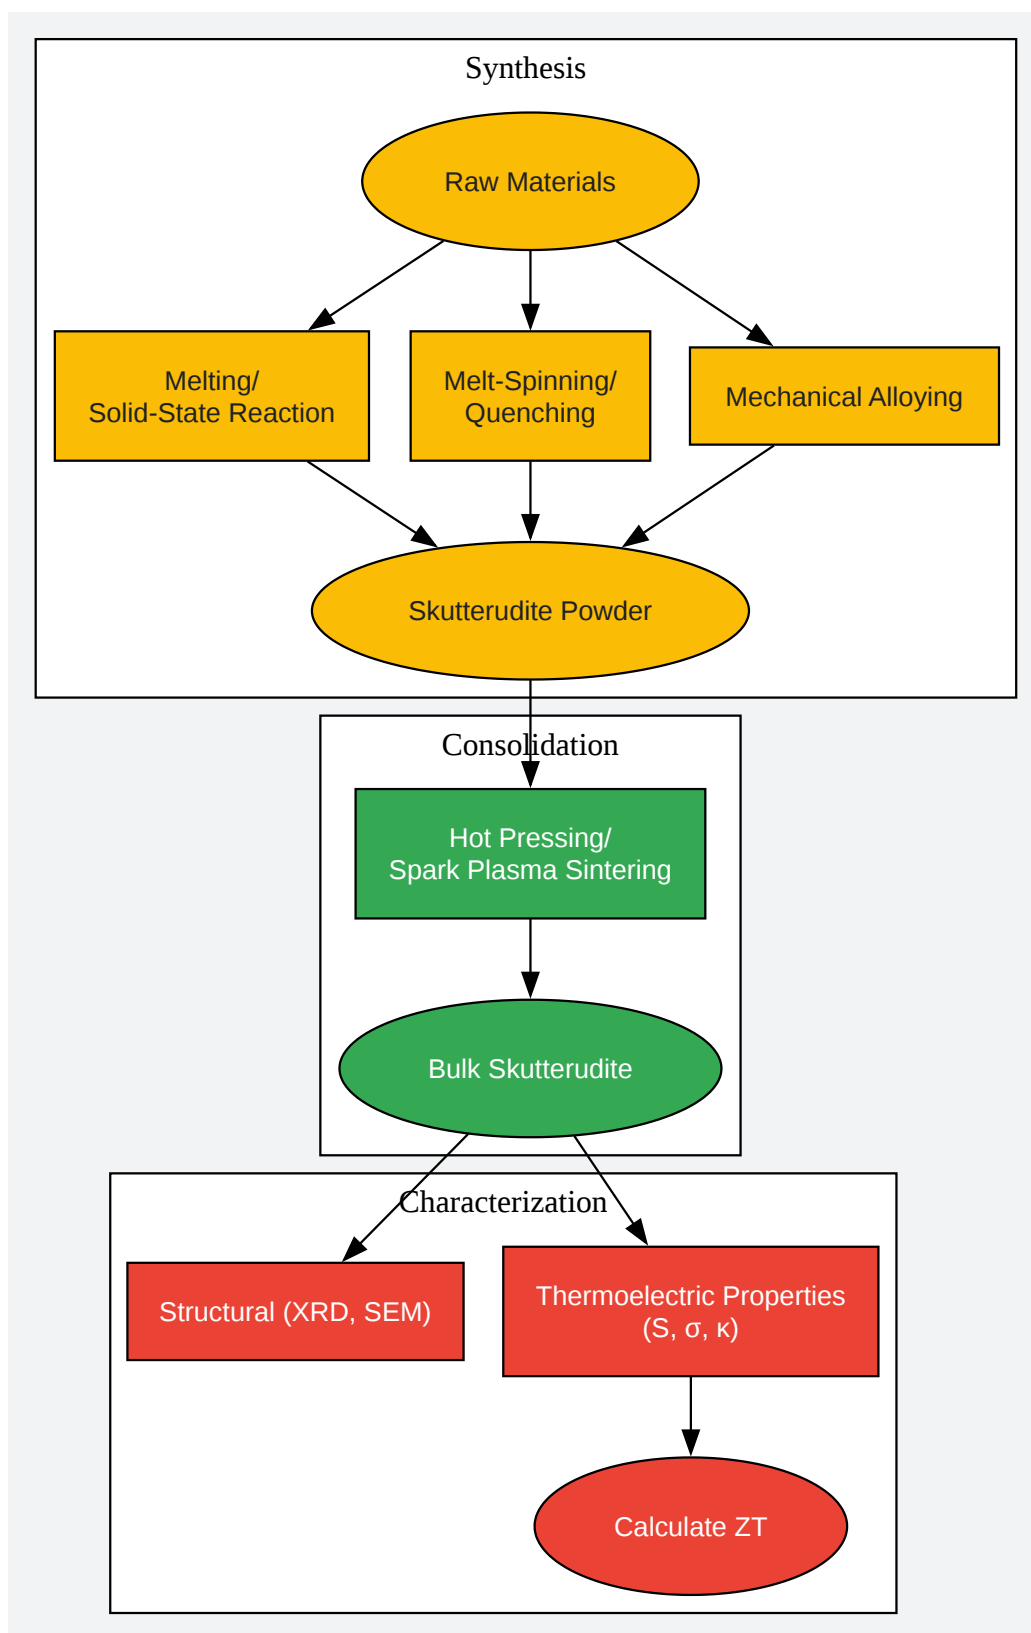 Synthesis
Raw Materials
Melting/
Solid-State Reaction
Melt-Spinning/
Quenching
Mechanical Alloying
Skutterudite Powder
Consolidation
Hot Pressing/
Spark Plasma Sintering
Bulk Skutterudite
Characterization
Structural (XRD, SEM)
Thermoelectric Properties
(S, σ, κ)
Calculate ZT